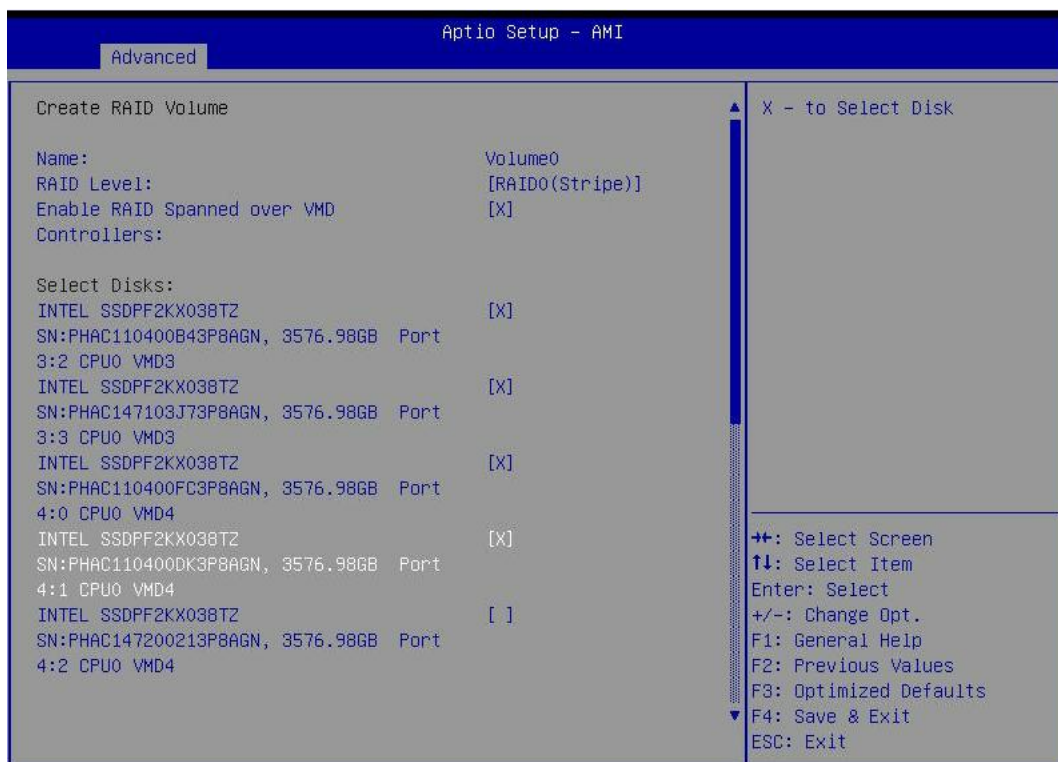 Aptio Setup - AMI
Advanced
Create RAID Volume
Name: Volume0
RAID Level: [RAID0(Stripe)]
Enable RAID Spanned over VMD [X]
Controllers:
Select Disks:
INTEL SSDPF2KX038TZ [X]
SN:PHAC110400B43P8AGN, 3576.98GB Port
3:2 CPU0 VMD3
INTEL SSDPF2KX038TZ [X]
SN:PHAC147103J73P8AGN, 3576.98GB Port
3:3 CPU0 VMD3
INTEL SSDPF2KX038TZ [X]
SN:PHAC110400FC3P8AGN, 3576.98GB Port
4:0 CPU0 VMD4
INTEL SSDPF2KX038TZ [X]
SN:PHAC110400DK3P8AGN, 3576.98GB Port
4:1 CPU0 VMD4
INTEL SSDPF2KX038TZ [ ]
SN:PHAC147200213P8AGN, 3576.98GB Port
4:2 CPU0 VMD4
X - to Select Disk
→←: Select Screen
↑↓: Select Item
Enter: Select
+/-: Change Opt.
F1: General Help
F2: Previous Values
F3: Optimized Defaults
F4: Save & Exit
ESC: Exit